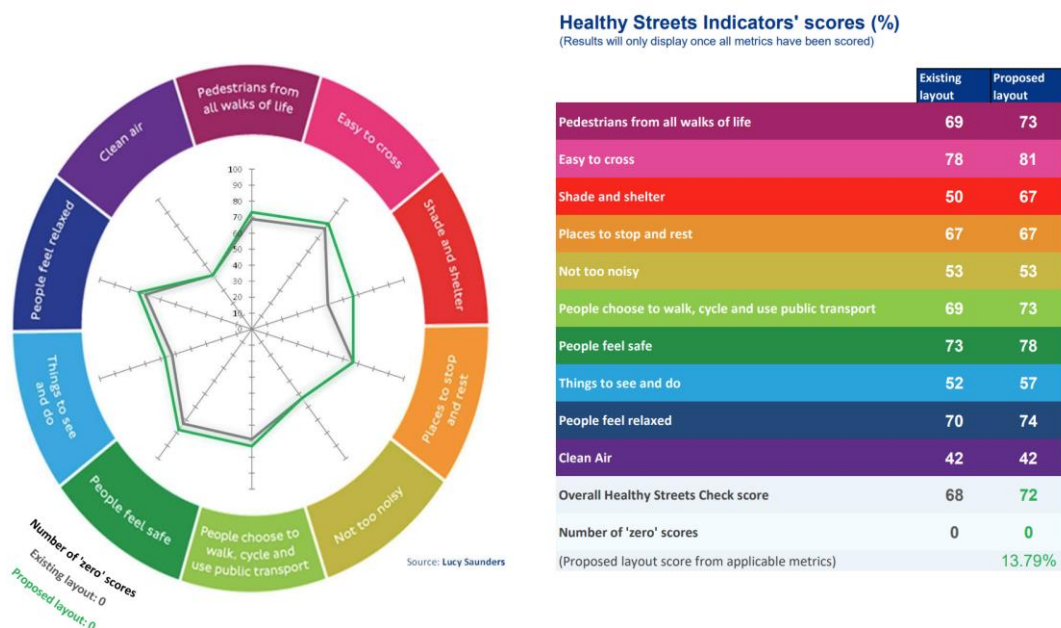 Healthy Streets Indicators' scores (%)
(Results will only display once all metrics have been scored)
Pedestrians from
all walks of life
Easy to cross
Shade and shelter
Places to stop
and rest
Not too noisy
People choose to
walk, cycle and
use public transport
People feel safe
Things to see
and do
People feel relaxed
Clean air
100
90
80
70
60
50
40
30
20
10
0
Number of 'zero' scores
Existing layout: 0
Proposed layout: 0
Source: Lucy Saunders
Existing layout Proposed layout
Pedestrians from all walks of life 69 73
Easy to cross 78 81
Shade and shelter 50 67
Places to stop and rest 67 67
Not too noisy 53 53
People choose to walk, cycle and use public transport 69 73
People feel safe 73 78
Things to see and do 52 57
People feel relaxed 70 74
Clean Air 42 42
Overall Healthy Streets Check score 68 72
Number of 'zero' scores 0 0
(Proposed layout score from applicable metrics) 13.79%